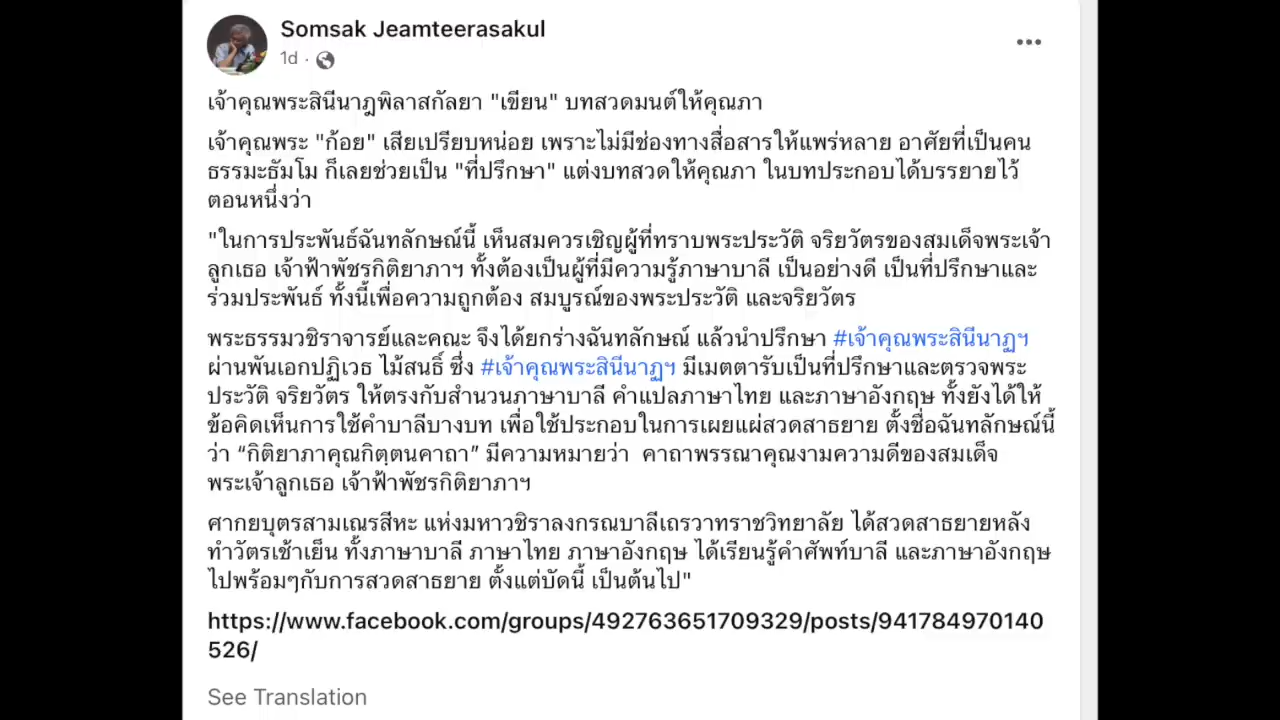 Somsak Jeamteerasakul
1d ·
เจ้าคุณพระสินีนาฎพิลาสกัลยา "เขียน" บทสวดมนต์ให้คุณภา
เจ้าคุณพระ "ก้อย" เสียเปรียบหน่อย เพราะไม่มีช่องทางสื่อสารให้แพร่หลาย อาศัยที่เป็นคน
ธรรมะธัมโม ก็เลยช่วยเป็น "ที่ปรึกษา" แต่งบทสวดให้คุณภา ในบทประกอบได้บรรยายไว้
ตอนหนึ่งว่า
"ในการประพันธ์ฉันทลักษณ์นี้ เห็นสมควรเชิญผู้ที่ทราบพระประวัติ จริยวัตรของสมเด็จพระเจ้า
ลูกเธอ เจ้าฟ้าพัชรกิติยาภาฯ ทั้งต้องเป็นผู้ที่มีความรู้ภาษาบาลี เป็นอย่างดี เป็นที่ปรึกษาและ
ร่วมประพันธ์ ทั้งนี้เพื่อความถูกต้อง สมบูรณ์ของพระประวัติ และจริยวัตร
พระธรรมวชิราจารย์และคณะ จึงได้ยกร่างฉันทลักษณ์ แล้วนำปรึกษา #เจ้าคุณพระสินีนาฏฯ
ผ่านพันเอกปฏิเวธ ไม้สนธิ์ ซึ่ง #เจ้าคุณพระสินีนาฏฯ มีเมตตารับเป็นที่ปรึกษาและตรวจพระ
ประวัติ จริยวัตร ให้ตรงกับสำนวนภาษาบาลี คำแปลภาษาไทย และภาษาอังกฤษ ทั้งยังได้ให้
ข้อคิดเห็นการใช้คำบาลีบางบท เพื่อใช้ประกอบในการเผยแผ่สวดสาธยาย ตั้งชื่อฉันทลักษณ์นี้
ว่า “กิติยาภาคุณกิตฺตนคาถา” มีความหมายว่า คาถาพรรณาคุณงามความดีของสมเด็จ
พระเจ้าลูกเธอ เจ้าฟ้าพัชรกิติยาภาฯ
ศากยบุตรสามเณรสีหะ แห่งมหาวชิราลงกรณบาลีเถรวาทราชวิทยาลัย ได้สวดสาธยายหลัง
ทำวัตรเช้าเย็น ทั้งภาษาบาลี ภาษาไทย ภาษาอังกฤษ ได้เรียนรู้คำศัพท์บาลี และภาษาอังกฤษ
ไปพร้อมๆกับการสวดสาธยาย ตั้งแต่บัดนี้ เป็นต้นไป"
https://www.facebook.com/groups/492763651709329/posts/941784970140
526/
See Translation